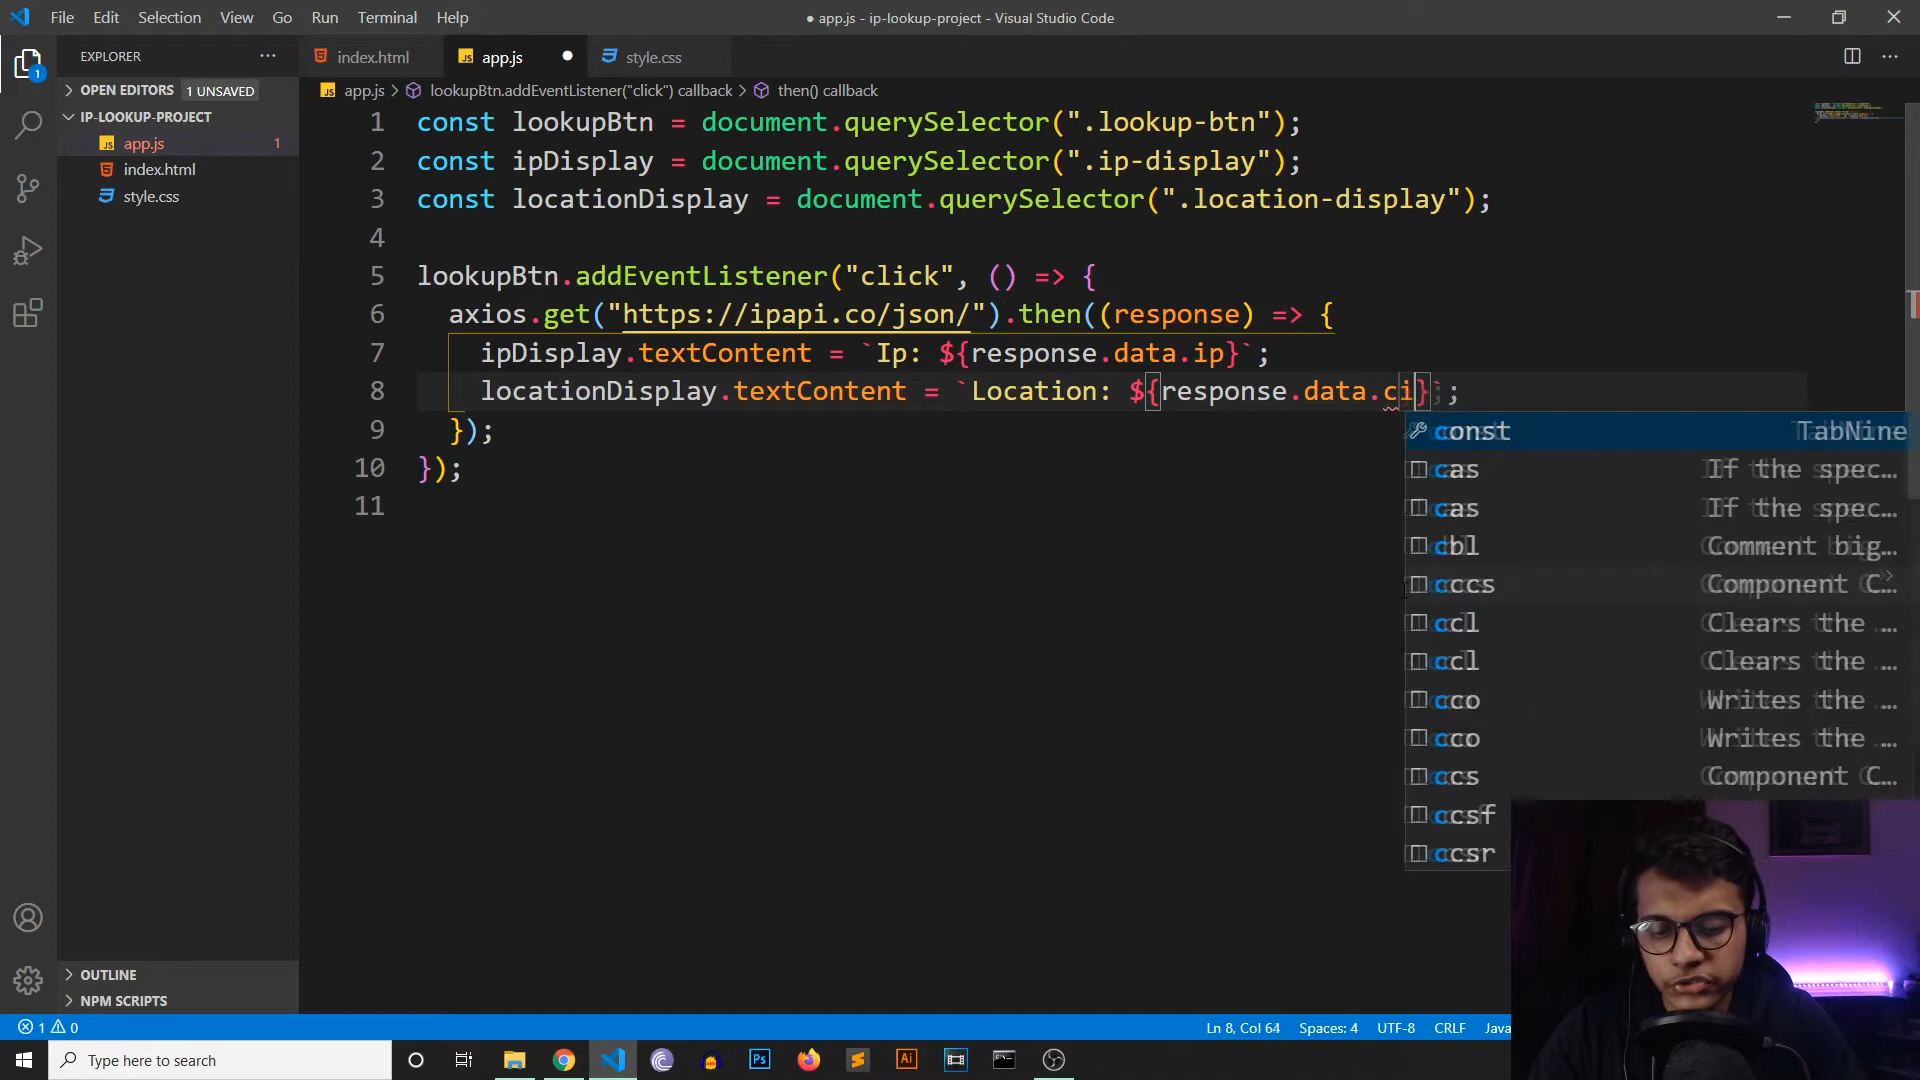 File Edit Selection View Go Run Terminal Help
● app.js - ip-lookup-project - Visual Studio Code
EXPLORER
index.html
app.js
style.css
OPEN EDITORS 1 UNSAVED
app.js > lookupBtn.addEventListener("click") callback > then() callback
IP-LOOKUP-PROJECT
app.js 1
index.html
style.css
1 const lookupBtn = document.querySelector(".lookup-btn");
2 const ipDisplay = document.querySelector(".ip-display");
3 const locationDisplay = document.querySelector(".location-display");
4
5 lookupBtn.addEventListener("click", () => {
6 axios.get("https://ipapi.co/json/").then((response) => {
7 ipDisplay.textContent = `Ip: ${response.data.ip}`;
8 locationDisplay.textContent = `Location: ${response.data.ci}`;
9 });
10 });
11
const TabNine
cas If the spec…
cas If the spec…
cbl Comment big…
cccs Component C…
ccl Clears the …
ccl Clears the …
cco Writes the …
cco Writes the …
ccs Component C…
ccsf
ccsr
1
OUTLINE
NPM SCRIPTS
1 0
Ln 8, Col 64 Spaces: 4 UTF-8 CRLF Java
Type here to search
Ps
Ai